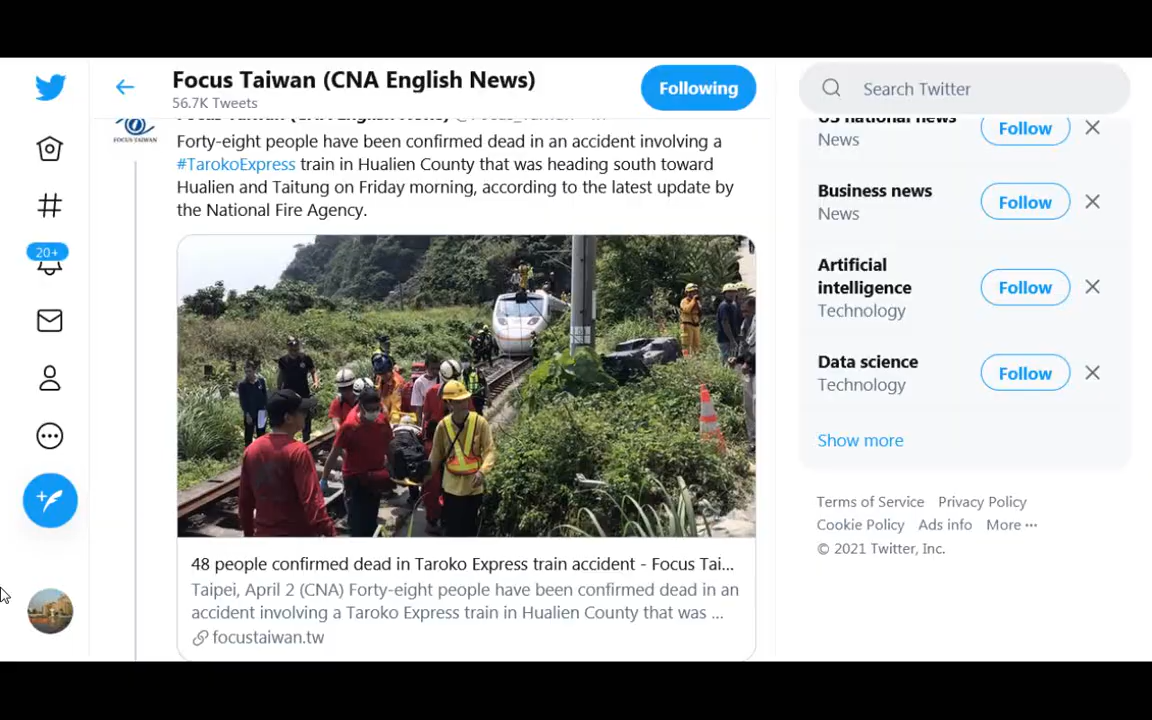 Focus Taiwan (CNA English News)
56.7K Tweets
Following
Search Twitter
FOCUS TAIWAN
Forty-eight people have been confirmed dead in an accident involving a
#TarokoExpress train in Hualien County that was heading south toward
Hualien and Taitung on Friday morning, according to the latest update by
the National Fire Agency.
48 people confirmed dead in Taroko Express train accident - Focus Tai...
Taipei, April 2 (CNA) Forty-eight people have been confirmed dead in an
accident involving a Taroko Express train in Hualien County that was ...
focustaiwan.tw
20+
US national news
News
Follow
Business news
News
Follow
Artificial
intelligence
Technology
Follow
Data science
Technology
Follow
Show more
Terms of Service Privacy Policy
Cookie Policy Ads info More ···
© 2021 Twitter, Inc.